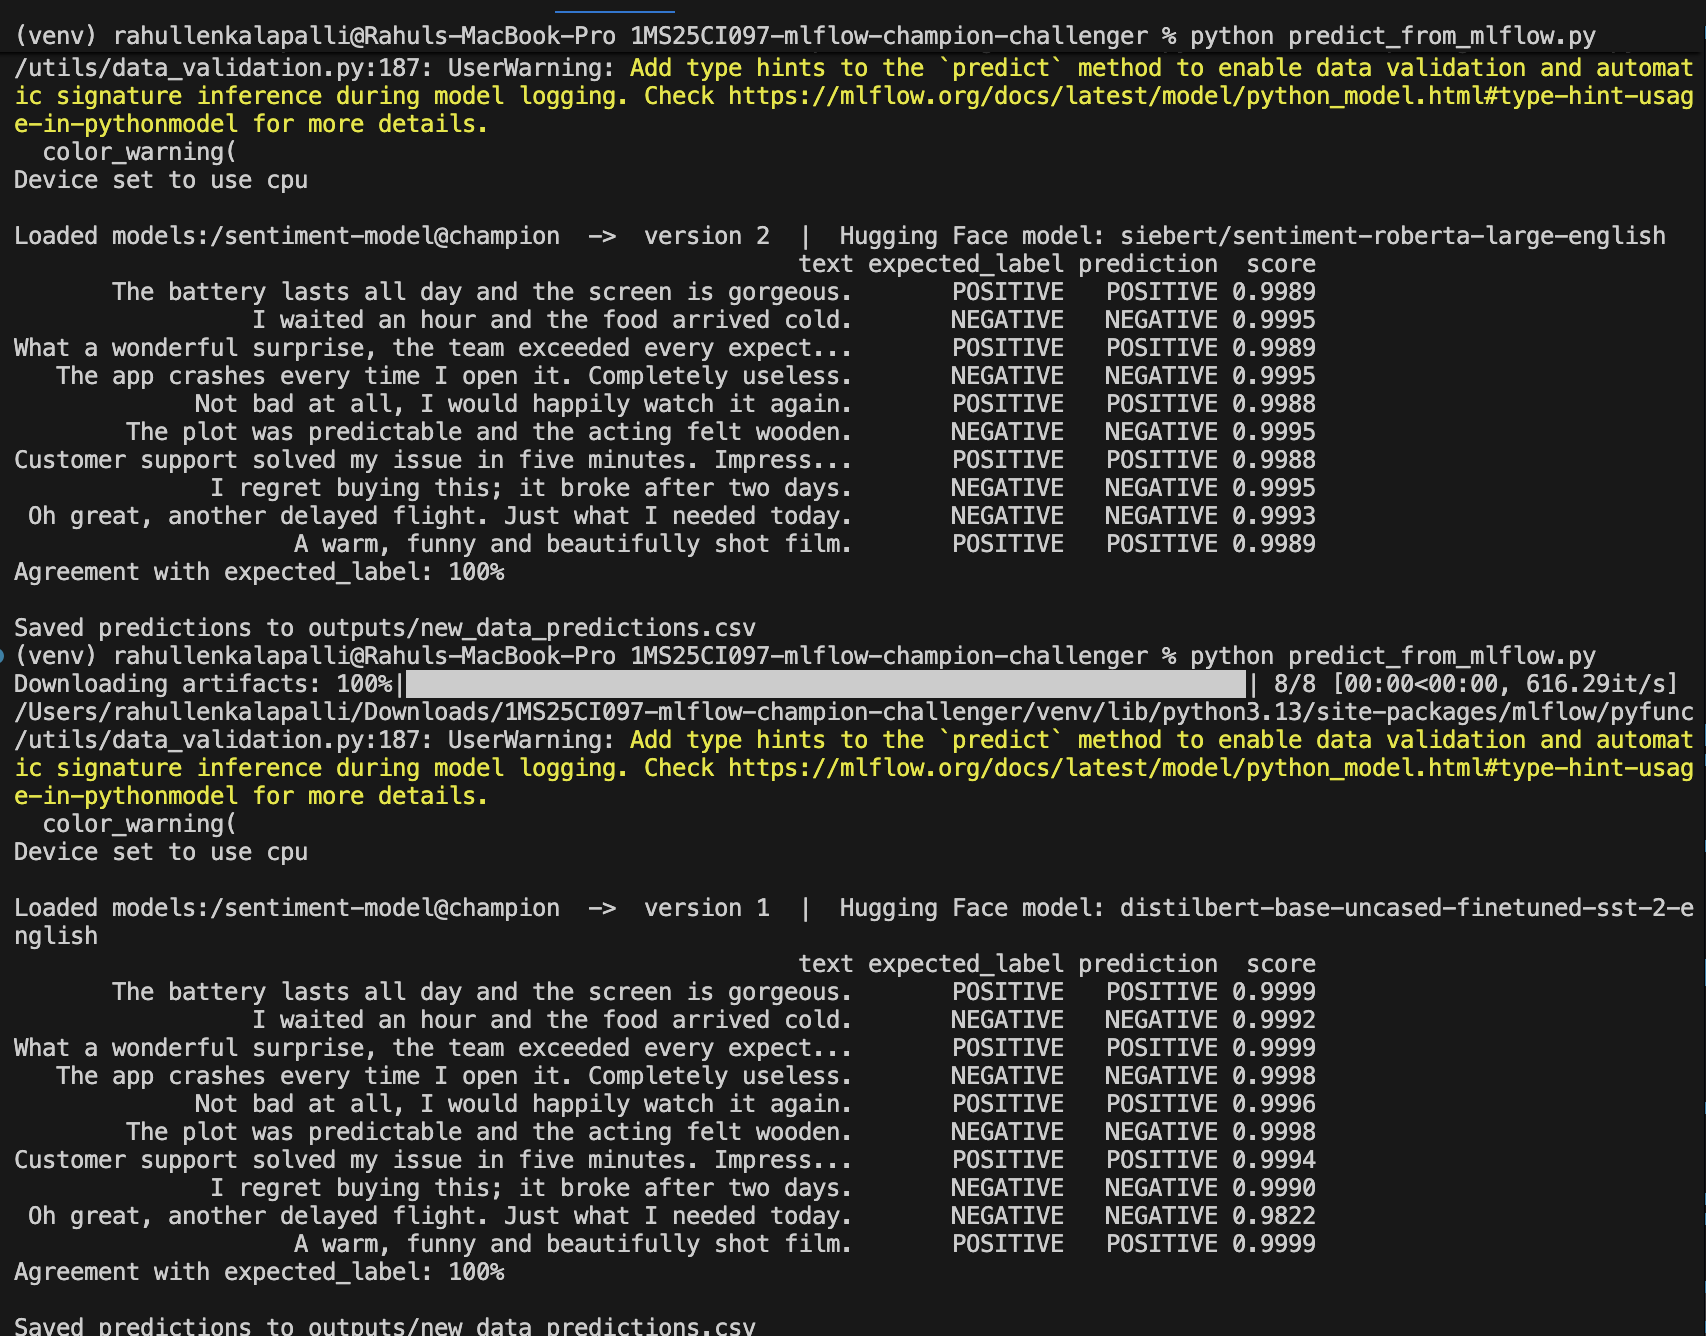 (venv) rahullenkalapalli@Rahuls-MacBook-Pro 1MS25CI097-mlflow-champion-challenger % python predict_from_mlflow.py
/utils/data_validation.py:187: UserWarning: Add type hints to the `predict` method to enable data validation and automat
ic signature inference during model logging. Check https://mlflow.org/docs/latest/model/python_model.html#type-hint-usag
e-in-pythonmodel for more details.
  color_warning(
Device set to use cpu
Loaded models:/sentiment-model@champion  ->  version 2  |  Hugging Face model: siebert/sentiment-roberta-large-english
text expected_label prediction  score
The battery lasts all day and the screen is gorgeous.       POSITIVE   POSITIVE 0.9989
I waited an hour and the food arrived cold.       NEGATIVE   NEGATIVE 0.9995
What a wonderful surprise, the team exceeded every expect...       POSITIVE   POSITIVE 0.9989
The app crashes every time I open it. Completely useless.       NEGATIVE   NEGATIVE 0.9995
Not bad at all, I would happily watch it again.       POSITIVE   POSITIVE 0.9988
The plot was predictable and the acting felt wooden.       NEGATIVE   NEGATIVE 0.9995
Customer support solved my issue in five minutes. Impress...       POSITIVE   POSITIVE 0.9988
I regret buying this; it broke after two days.       NEGATIVE   NEGATIVE 0.9995
Oh great, another delayed flight. Just what I needed today.       NEGATIVE   NEGATIVE 0.9993
A warm, funny and beautifully shot film.       POSITIVE   POSITIVE 0.9989
Agreement with expected_label: 100%
Saved predictions to outputs/new_data_predictions.csv
(venv) rahullenkalapalli@Rahuls-MacBook-Pro 1MS25CI097-mlflow-champion-challenger % python predict_from_mlflow.py
Downloading artifacts: 100%| | 8/8 [00:00<00:00, 616.29it/s]
/Users/rahullenkalapalli/Downloads/1MS25CI097-mlflow-champion-challenger/venv/lib/python3.13/site-packages/mlflow/pyfunc
/utils/data_validation.py:187: UserWarning: Add type hints to the `predict` method to enable data validation and automat
ic signature inference during model logging. Check https://mlflow.org/docs/latest/model/python_model.html#type-hint-usag
e-in-pythonmodel for more details.
  color_warning(
Device set to use cpu
Loaded models:/sentiment-model@champion  ->  version 1  |  Hugging Face model: distilbert-base-uncased-finetuned-sst-2-e
nglish
text expected_label prediction  score
The battery lasts all day and the screen is gorgeous.       POSITIVE   POSITIVE 0.9999
I waited an hour and the food arrived cold.       NEGATIVE   NEGATIVE 0.9992
What a wonderful surprise, the team exceeded every expect...       POSITIVE   POSITIVE 0.9999
The app crashes every time I open it. Completely useless.       NEGATIVE   NEGATIVE 0.9998
Not bad at all, I would happily watch it again.       POSITIVE   POSITIVE 0.9996
The plot was predictable and the acting felt wooden.       NEGATIVE   NEGATIVE 0.9998
Customer support solved my issue in five minutes. Impress...       POSITIVE   POSITIVE 0.9994
I regret buying this; it broke after two days.       NEGATIVE   NEGATIVE 0.9990
Oh great, another delayed flight. Just what I needed today.       NEGATIVE   NEGATIVE 0.9822
A warm, funny and beautifully shot film.       POSITIVE   POSITIVE 0.9999
Agreement with expected_label: 100%
Saved predictions to outputs/new_data_predictions.csv